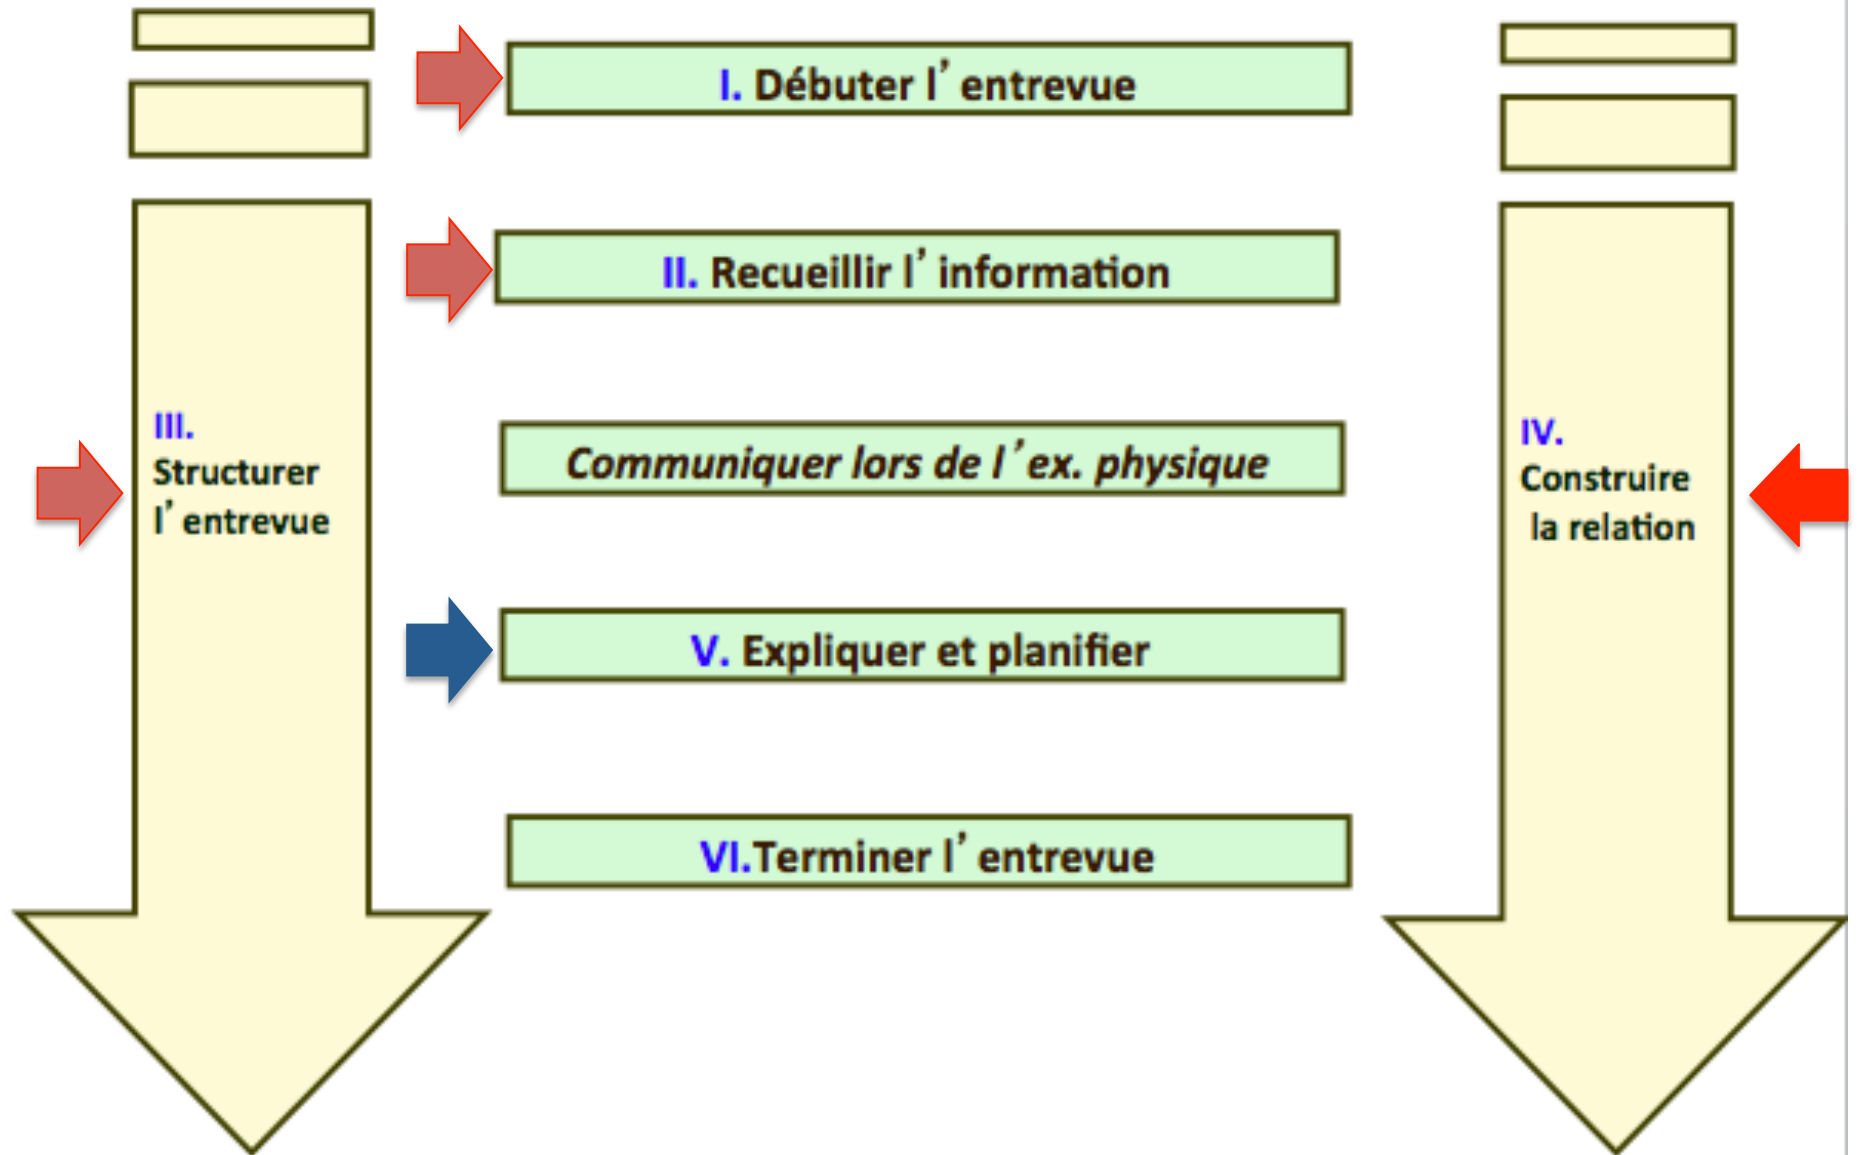 I. Débuter l’ entrevue
II. Recueillir l’ information
III.
Structurer
l’ entrevue
Communiquer lors de l’ex. physique
IV.
Construire
la relation
V. Expliquer et planifier
VI.Terminer l’ entrevue